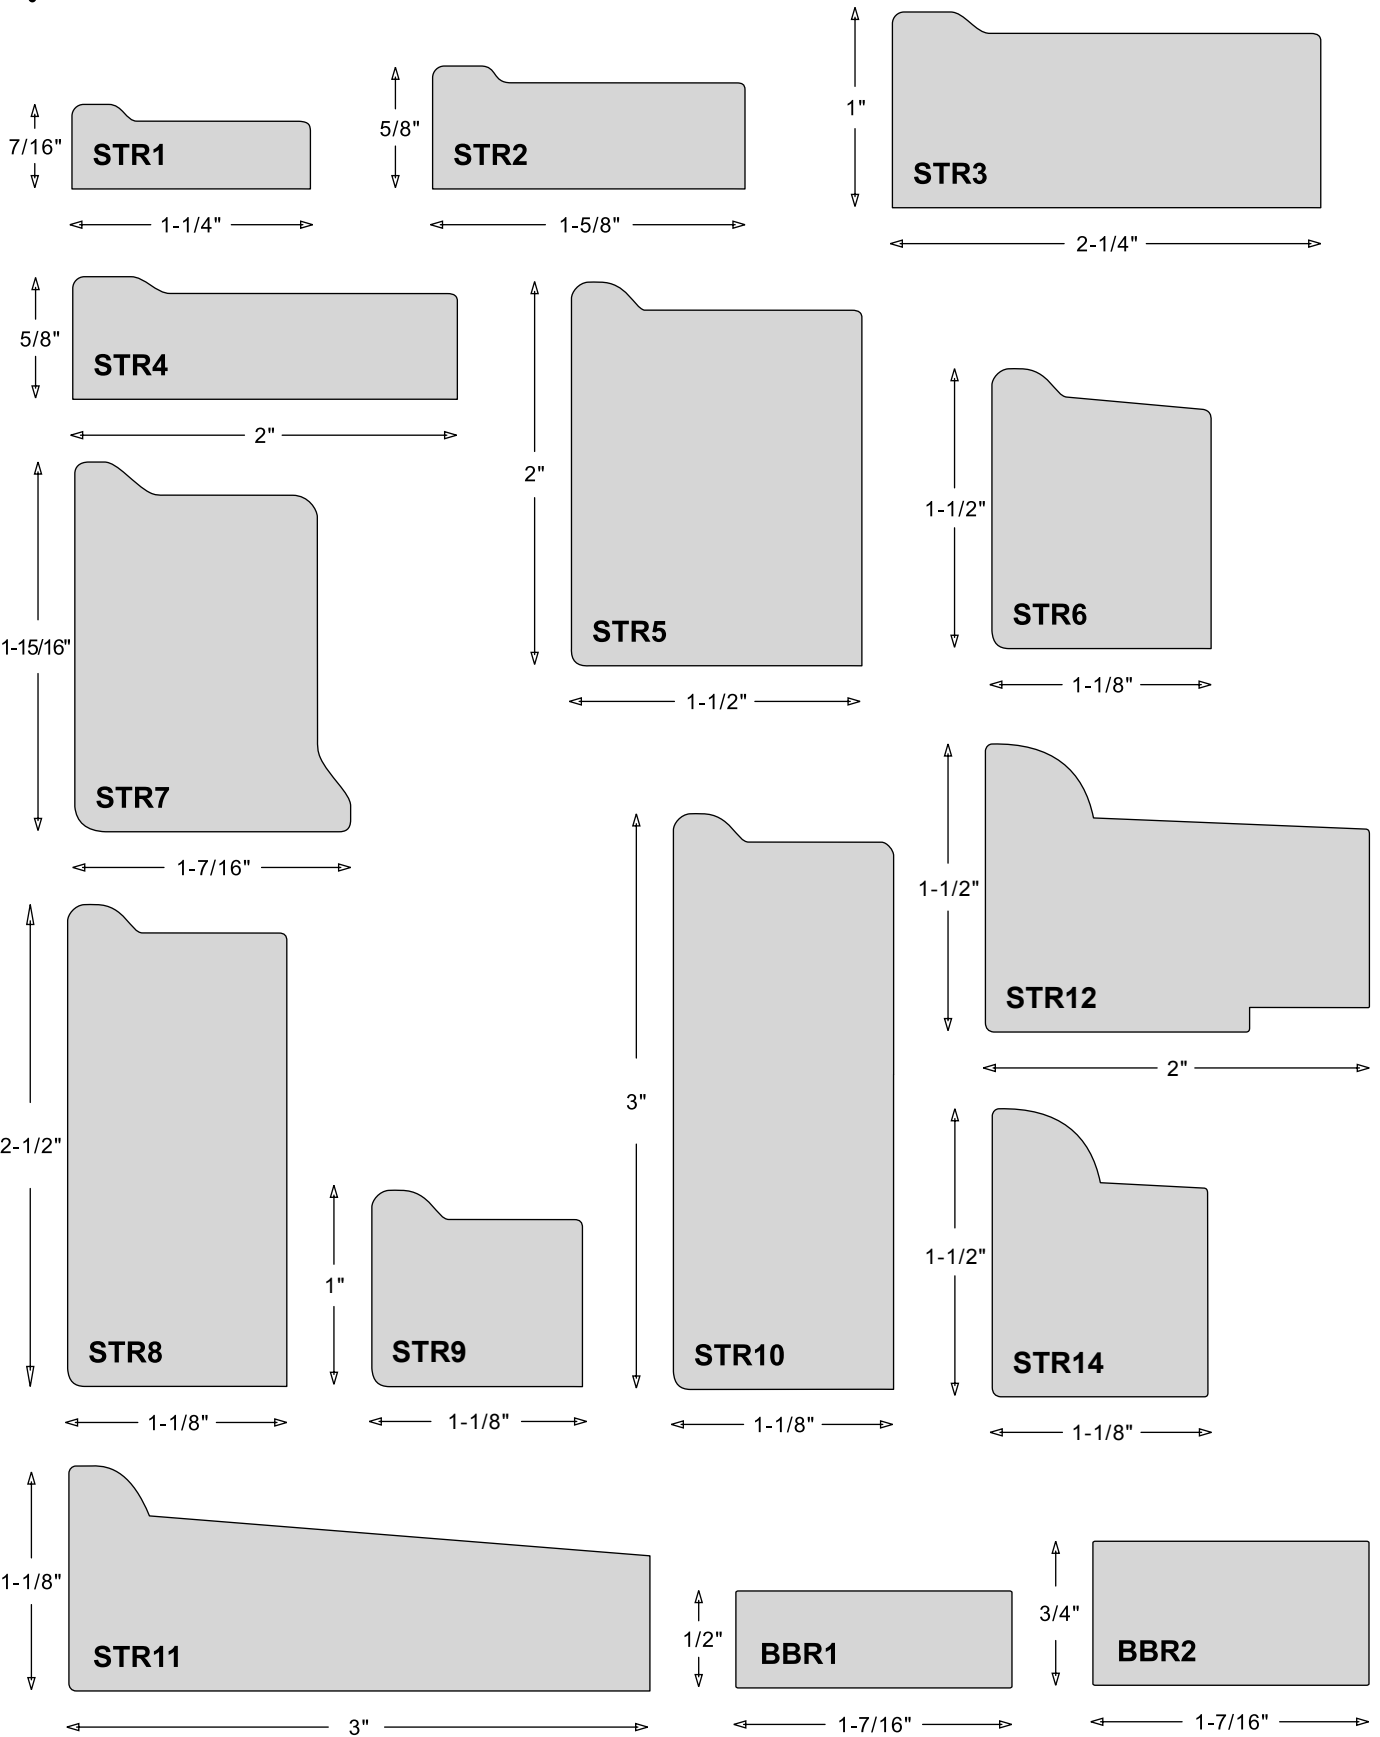 7/16"
STR1
1-1/4"
5/8"
STR2
1-5/8"
1"
STR3
2-1/4"
5/8"
STR4
2"
2"
STR5
1-1/2"
1-1/2"
STR6
1-1/8"
1-15/16"
STR7
1-7/16"
1-1/2"
STR12
2"
2-1/2"
STR8
1-1/8"
1"
STR9
1-1/8"
3"
STR10
1-1/8"
1-1/2"
STR14
1-1/8"
1-1/8"
STR11
3"
1/2"
BBR1
1-7/16"
3/4"
BBR2
1-7/16"